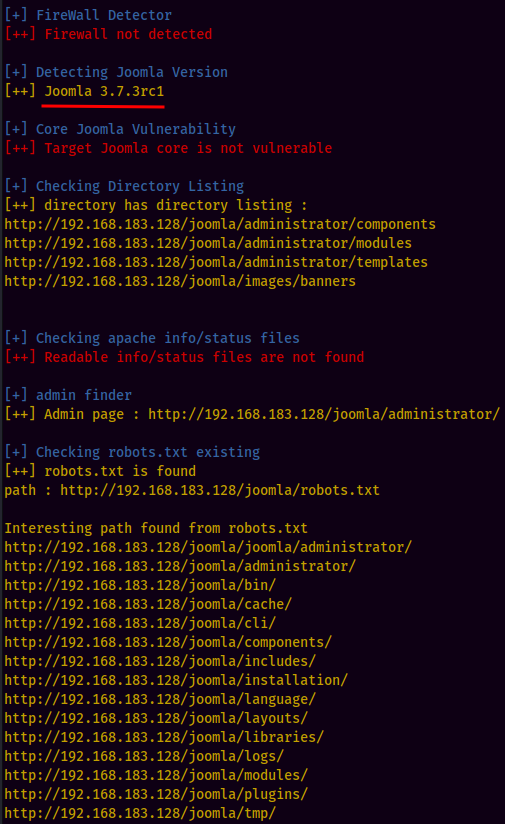 [+] FireWall Detector
[++] Firewall not detected
[+] Detecting Joomla Version
[++] Joomla 3.7.3rc1
[+] Core Joomla Vulnerability
[++] Target Joomla core is not vulnerable
[+] Checking Directory Listing
[++] directory has directory listing :
http://192.168.183.128/joomla/administrator/components
http://192.168.183.128/joomla/administrator/modules
http://192.168.183.128/joomla/administrator/templates
http://192.168.183.128/joomla/images/banners
[+] Checking apache info/status files
[++] Readable info/status files are not found
[+] admin finder
[++] Admin page : http://192.168.183.128/joomla/administrator/
[+] Checking robots.txt existing
[++] robots.txt is found
path : http://192.168.183.128/joomla/robots.txt
Interesting path found from robots.txt
http://192.168.183.128/joomla/joomla/administrator/
http://192.168.183.128/joomla/administrator/
http://192.168.183.128/joomla/bin/
http://192.168.183.128/joomla/cache/
http://192.168.183.128/joomla/cli/
http://192.168.183.128/joomla/components/
http://192.168.183.128/joomla/includes/
http://192.168.183.128/joomla/installation/
http://192.168.183.128/joomla/language/
http://192.168.183.128/joomla/layouts/
http://192.168.183.128/joomla/libraries/
http://192.168.183.128/joomla/logs/
http://192.168.183.128/joomla/modules/
http://192.168.183.128/joomla/plugins/
http://192.168.183.128/joomla/tmp/